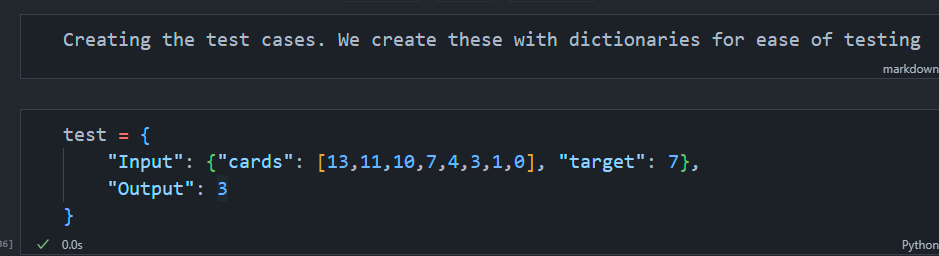 Creating the test cases. We create these with dictionaries for ease of testing
markdown
test = {
"Input": {"cards": [13,11,10,7,4,3,1,0], "target": 7},
"Output": 3
}
6]
✓ 0.0s
Python